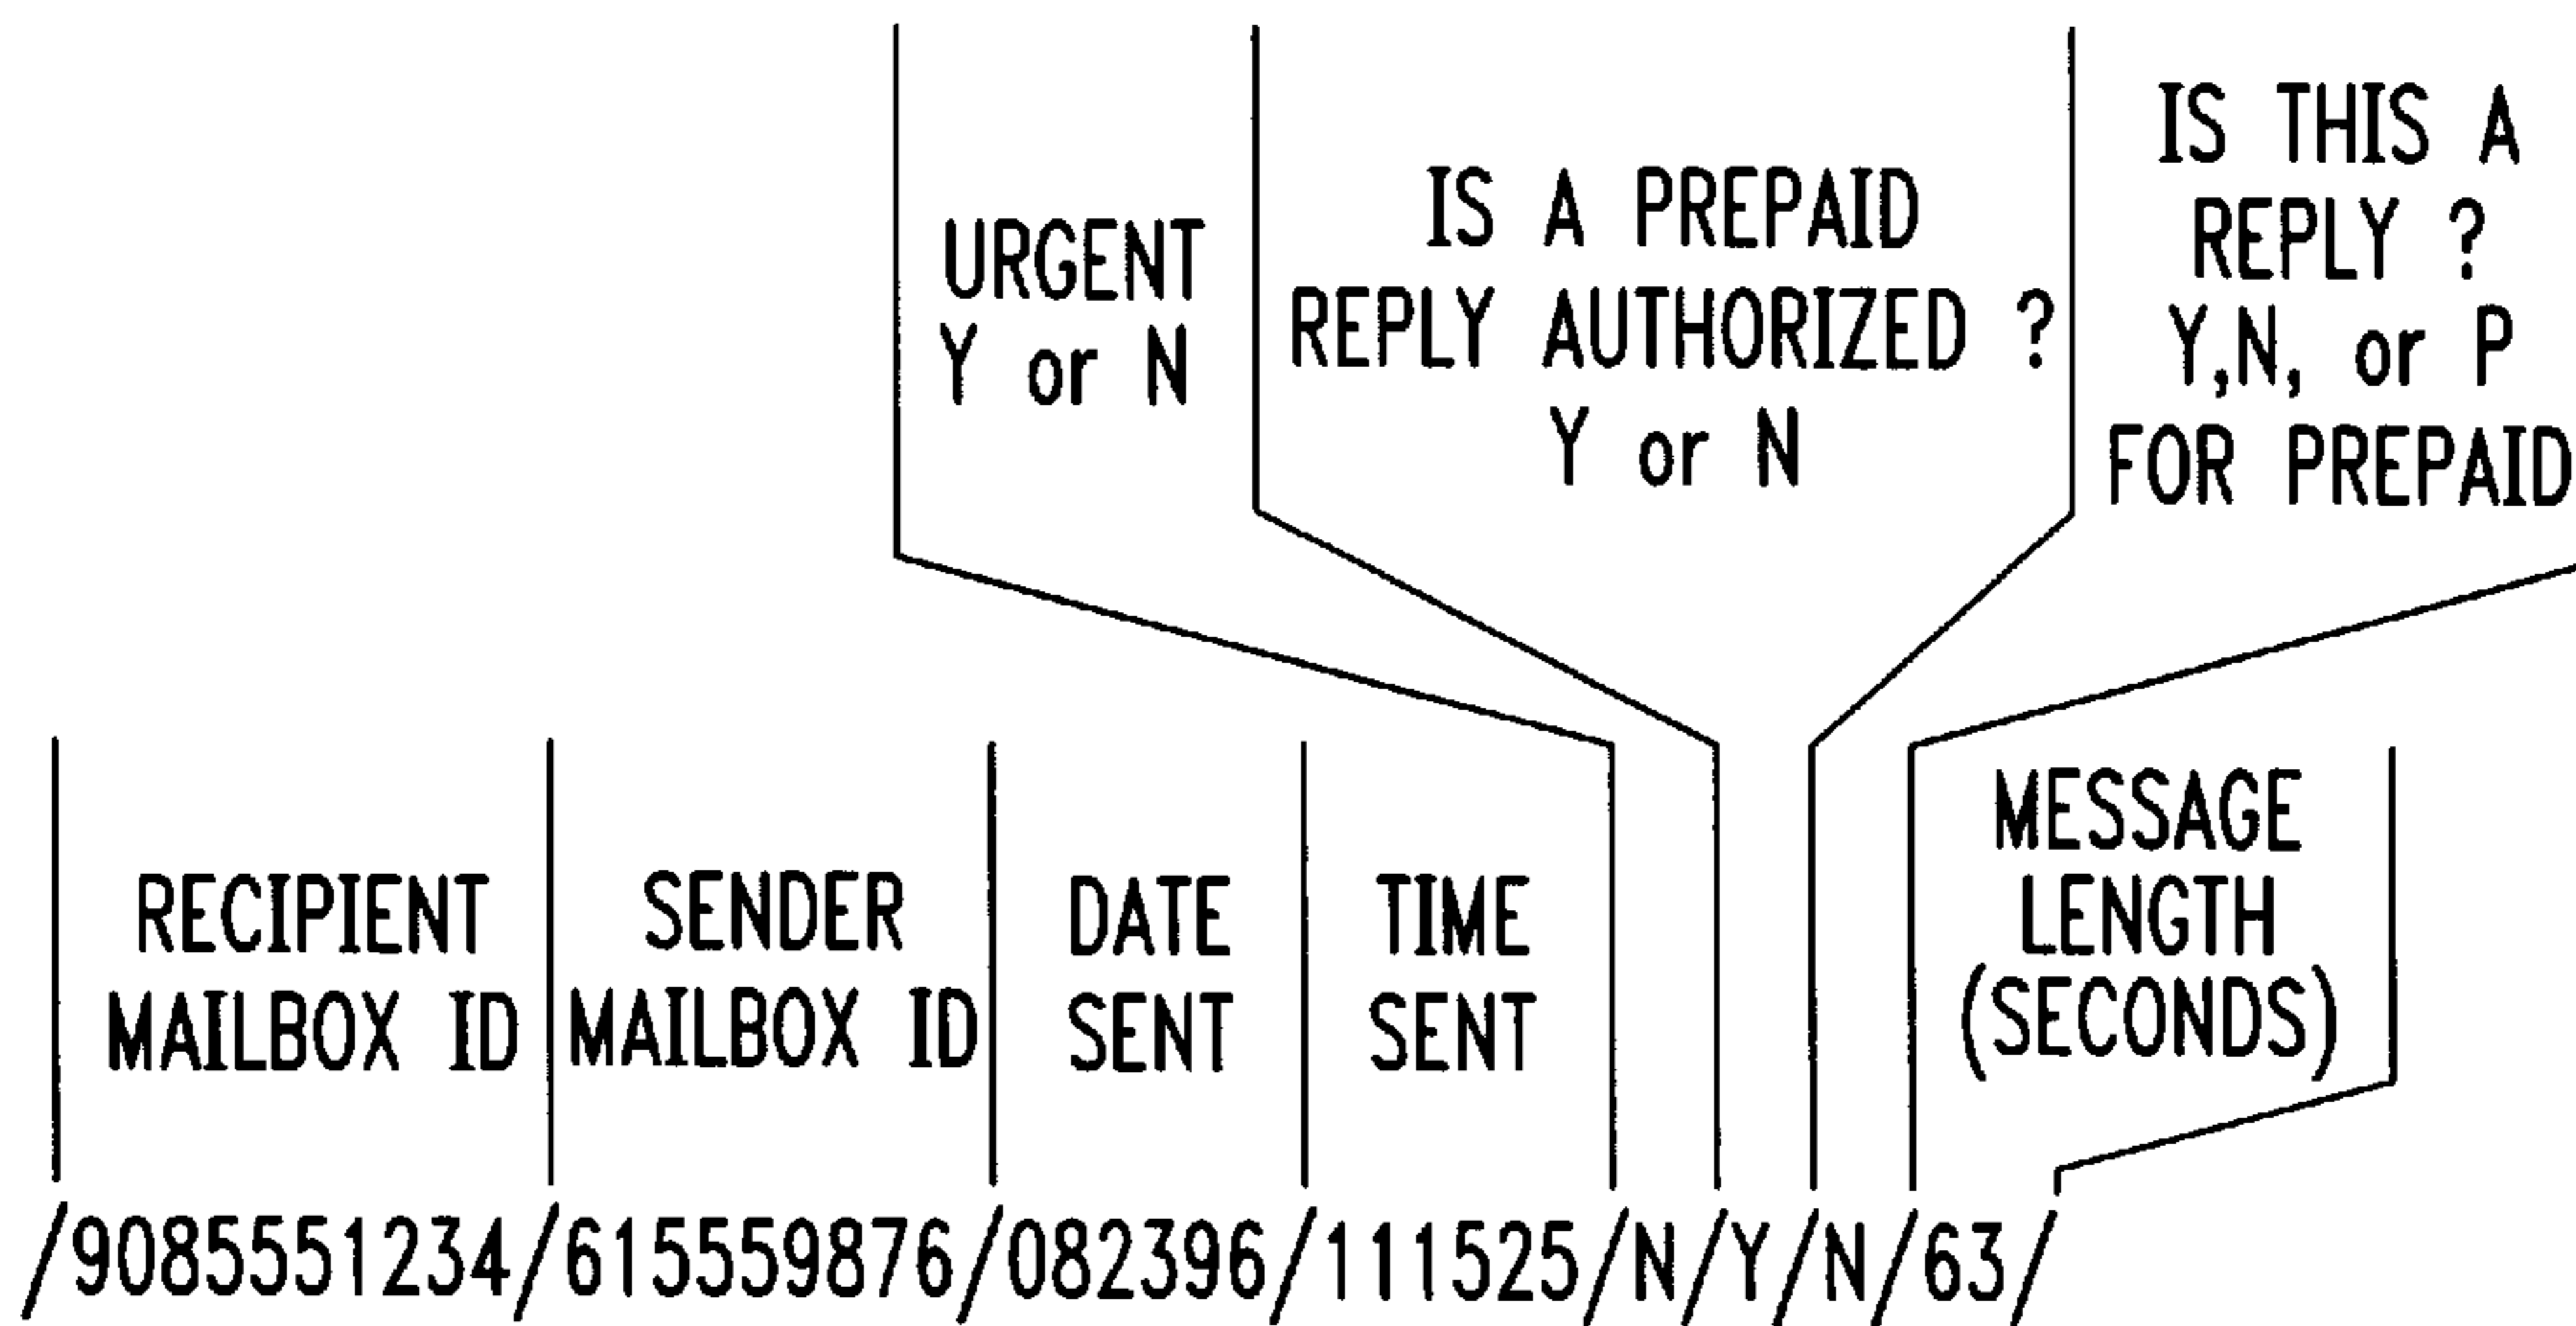 URGENT
Y or N
IS A PREPAID
REPLY AUTHORIZED ?
Y or N
IS THIS A
REPLY ?
Y,N, or P
FOR PREPAID
RECIPIENT
MAILBOX ID
SENDER
MAILBOX ID
DATE
SENT
TIME
SENT
MESSAGE
LENGTH
(SECONDS)
/9085551234/615559876/082396/111525/N/Y/N/63/